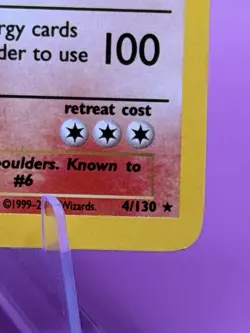 rgy cards
der to use 100
retreat cost
oulders. Known to
#6
©1999–2 Wizards. 4/130 ★